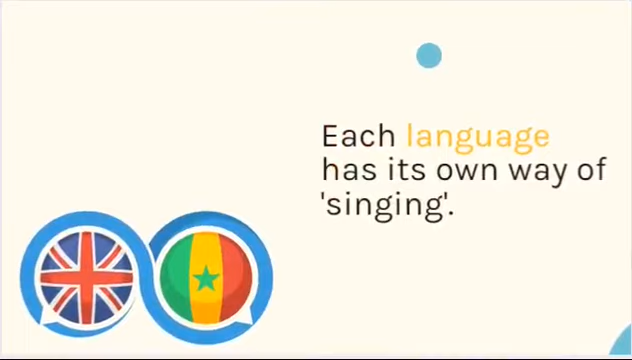 Each language
has its own way of
'singing'.